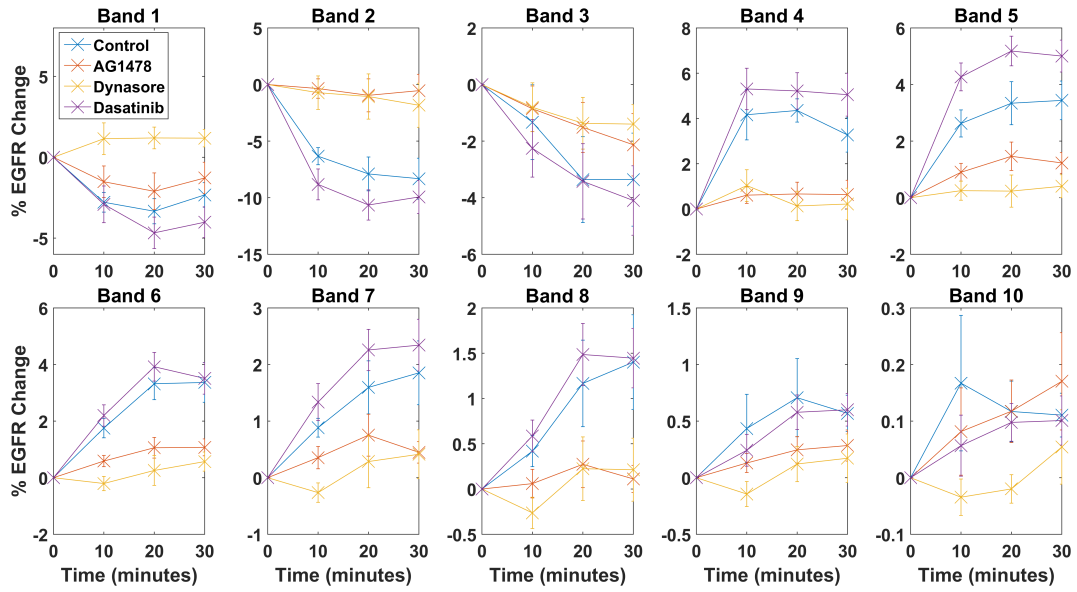 Band 1
Band 2
Band 3
Band 4
Band 5
% EGFR Change
Control
AG1478
Dynasore
Dasatinib
5
0
-5
0 10 20 30
5
0
-5
-10
-15
0 10 20 30
2
0
-2
-4
-6
0 10 20 30
8
6
4
2
0
-2
0 10 20 30
6
4
2
0
-2
0 10 20 30
Band 6
Band 7
Band 8
Band 9
Band 10
% EGFR Change
6
4
2
0
-2
0 10 20 30
3
2
1
0
-1
0 10 20 30
2
1.5
1
0.5
0
-0.5
0 10 20 30
1.5
1
0.5
0
-0.5
0 10 20 30
0.3
0.2
0.1
0
-0.1
0 10 20 30
Time (minutes)
Time (minutes)
Time (minutes)
Time (minutes)
Time (minutes)